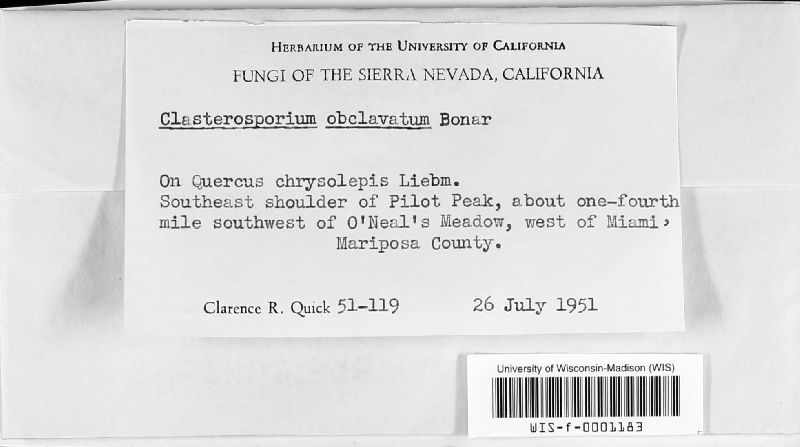 HERBARIUM OF THE UNIVERSITY OF CALIFORNIA
FUNGI OF THE SIERRA NEVADA, CALIFORNIA
Clasterosporium obclavatum Bonar
On Quercus chrysolepis Liebm.
Southeast shoulder of Pilot Peak, about one-fourth
mile southwest of O'Neal's Meadow, west of Miami,
Mariposa County.
Clarence R. Quick 51-119 26 July 1951
University of Wisconsin-Madison (WIS)
WIS-f-0001183